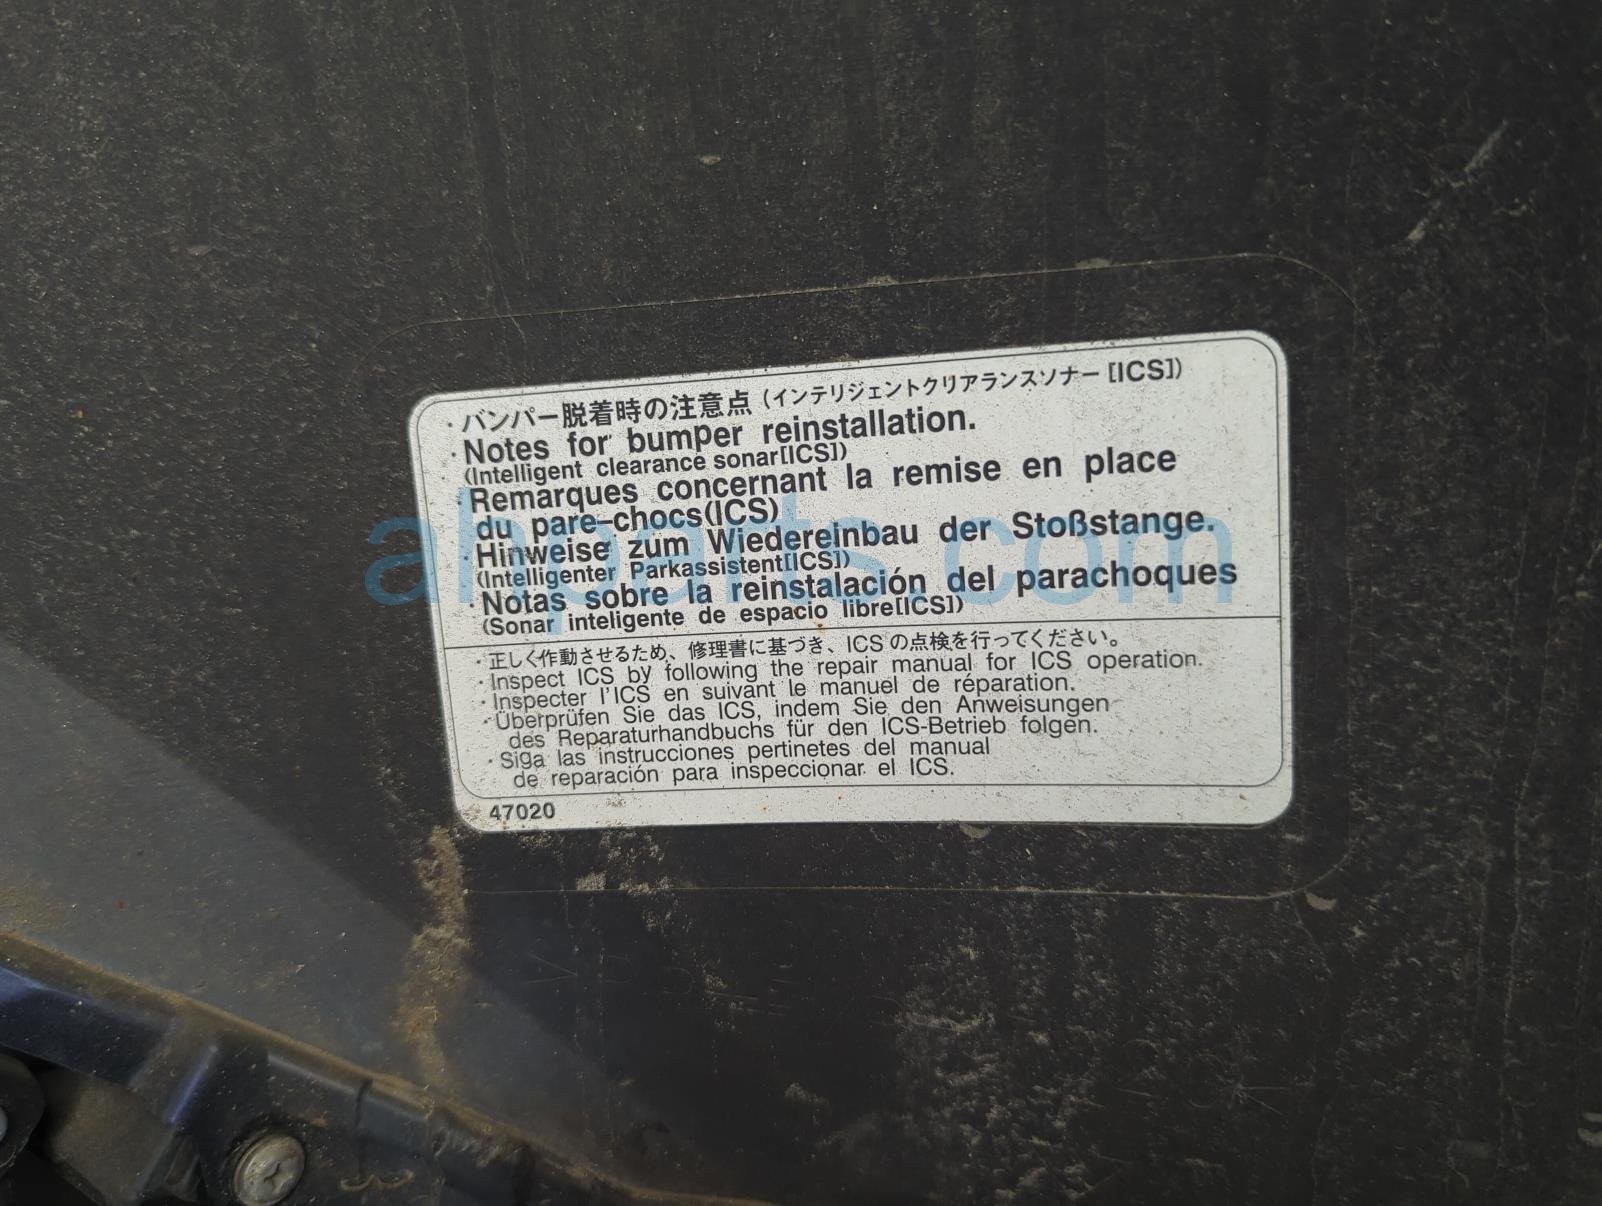 ・バンパー脱着時の注意点(インテリジェントクリアランスソナー[ICS])
・Notes for bumper reinstallation.
(Intelligent clearance sonar[ICS])
・Remarques concernant la remise en place
du pare-chocs(ICS)
・Hinweise zum Wiedereinbau der Stoßstange.
(Intelligenter Parkassistent[ICS])
・Notas sobre la reinstalación del parachoques
(Sonar inteligente de espacio libre[ICS])
・正しく作動させるため、修理書に基づき、ICSの点検を行ってください。
・Inspect ICS by following the repair manual for ICS operation.
・Inspecter l'ICS en suivant le manuel de réparation.
・Überprüfen Sie das ICS, indem Sie den Anweisungen
des Reparaturhandbuchs für den ICS-Betrieb folgen.
・Siga las instrucciones pertinetes del manual
de reparación para inspeccionar el ICS.
47020
ahparts.com